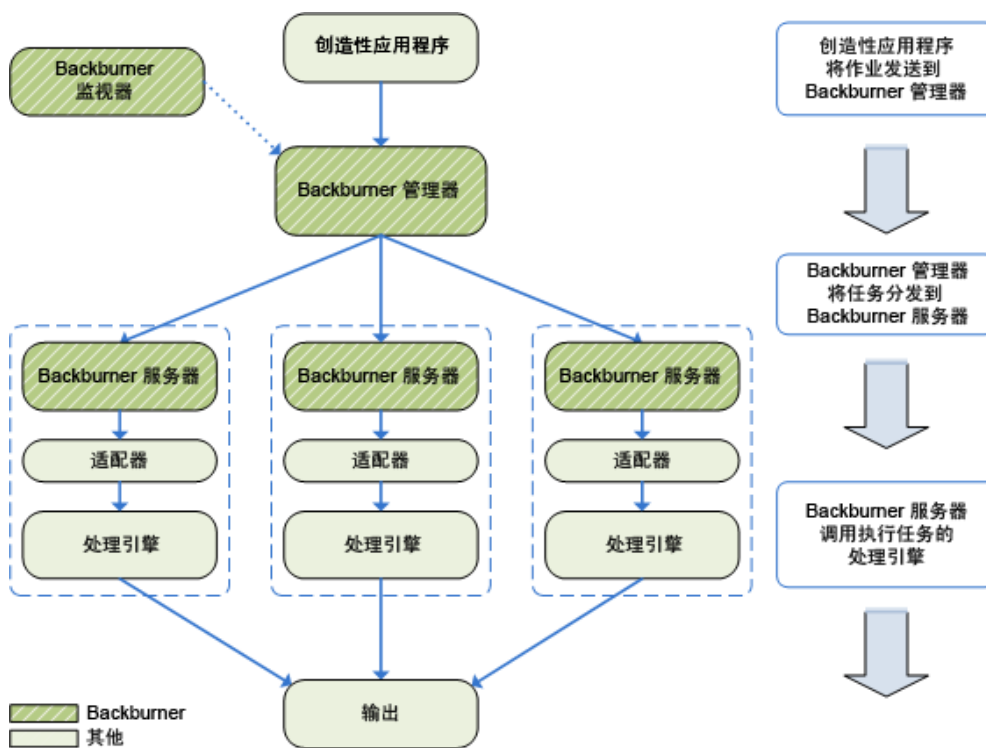 创造性应用程序
Backburner
监视器
Backburner 管理器
Backburner 服务器
Backburner 服务器
Backburner 服务器
适配器
适配器
适配器
处理引擎
处理引擎
处理引擎
输出
Backburner
其他
创造性应用程序
将作业发送到
Backburner 管理器
Backburner 管理器
将任务分发到
Backburner 服务器
Backburner 服务器
调用执行任务的
处理引擎